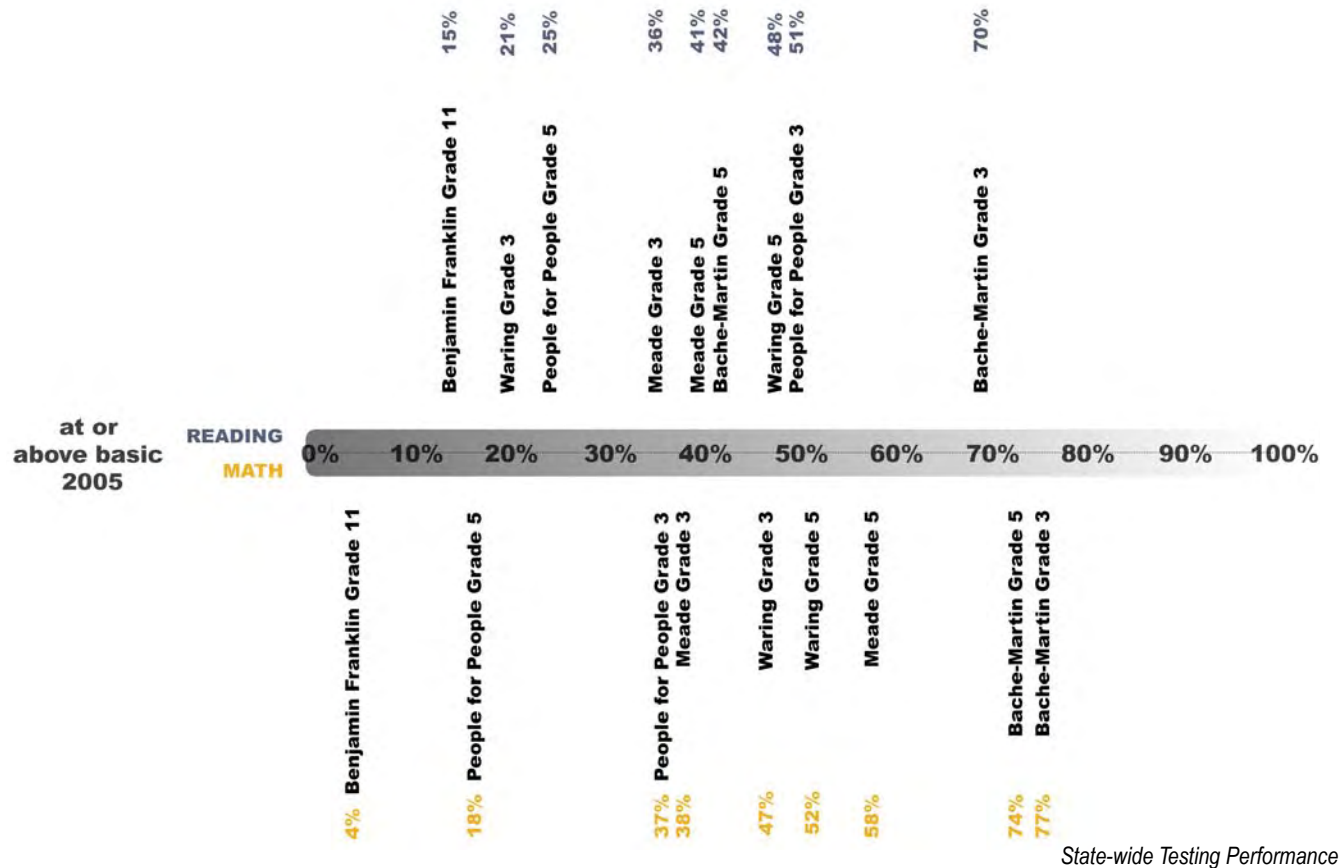 15%
21%
25%
36%
41%
42%
48%
51%
70%
Benjamin Franklin Grade 11
Waring Grade 3
People for People Grade 5
Meade Grade 3
Meade Grade 5
Bache-Martin Grade 5
Waring Grade 5
People for People Grade 3
Bache-Martin Grade 3
at or
above basic
2005
READING
MATH
0% 10% 20% 30% 40% 50% 60% 70% 80% 90% 100%
Benjamin Franklin Grade 11
People for People Grade 5
People for People Grade 3
Meade Grade 3
Waring Grade 3
Waring Grade 5
Meade Grade 5
Bache-Martin Grade 5
Bache-Martin Grade 3
4%
18%
37%
38%
47%
52%
58%
74%
77%
State-wide Testing Performance